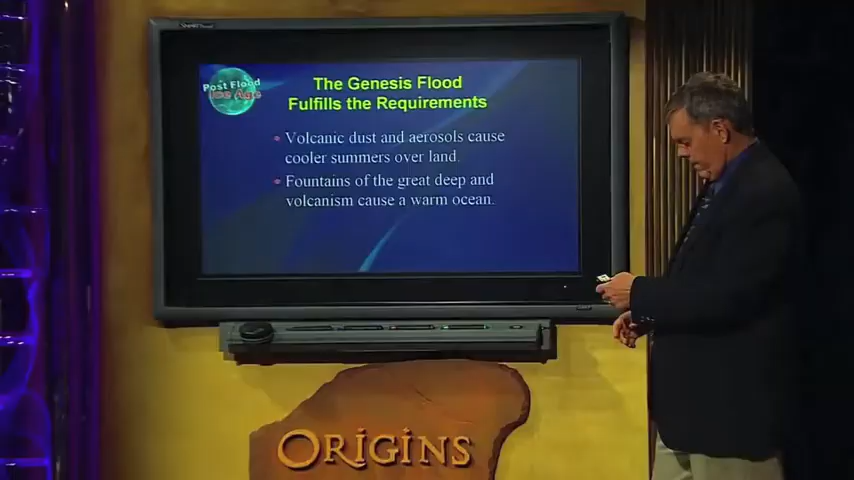 Post Flood
Ice Age
The Genesis Flood
Fulfills the Requirements
Volcanic dust and aerosols cause
cooler summers over land.
Fountains of the great deep and
volcanism cause a warm ocean.
ORIGINS